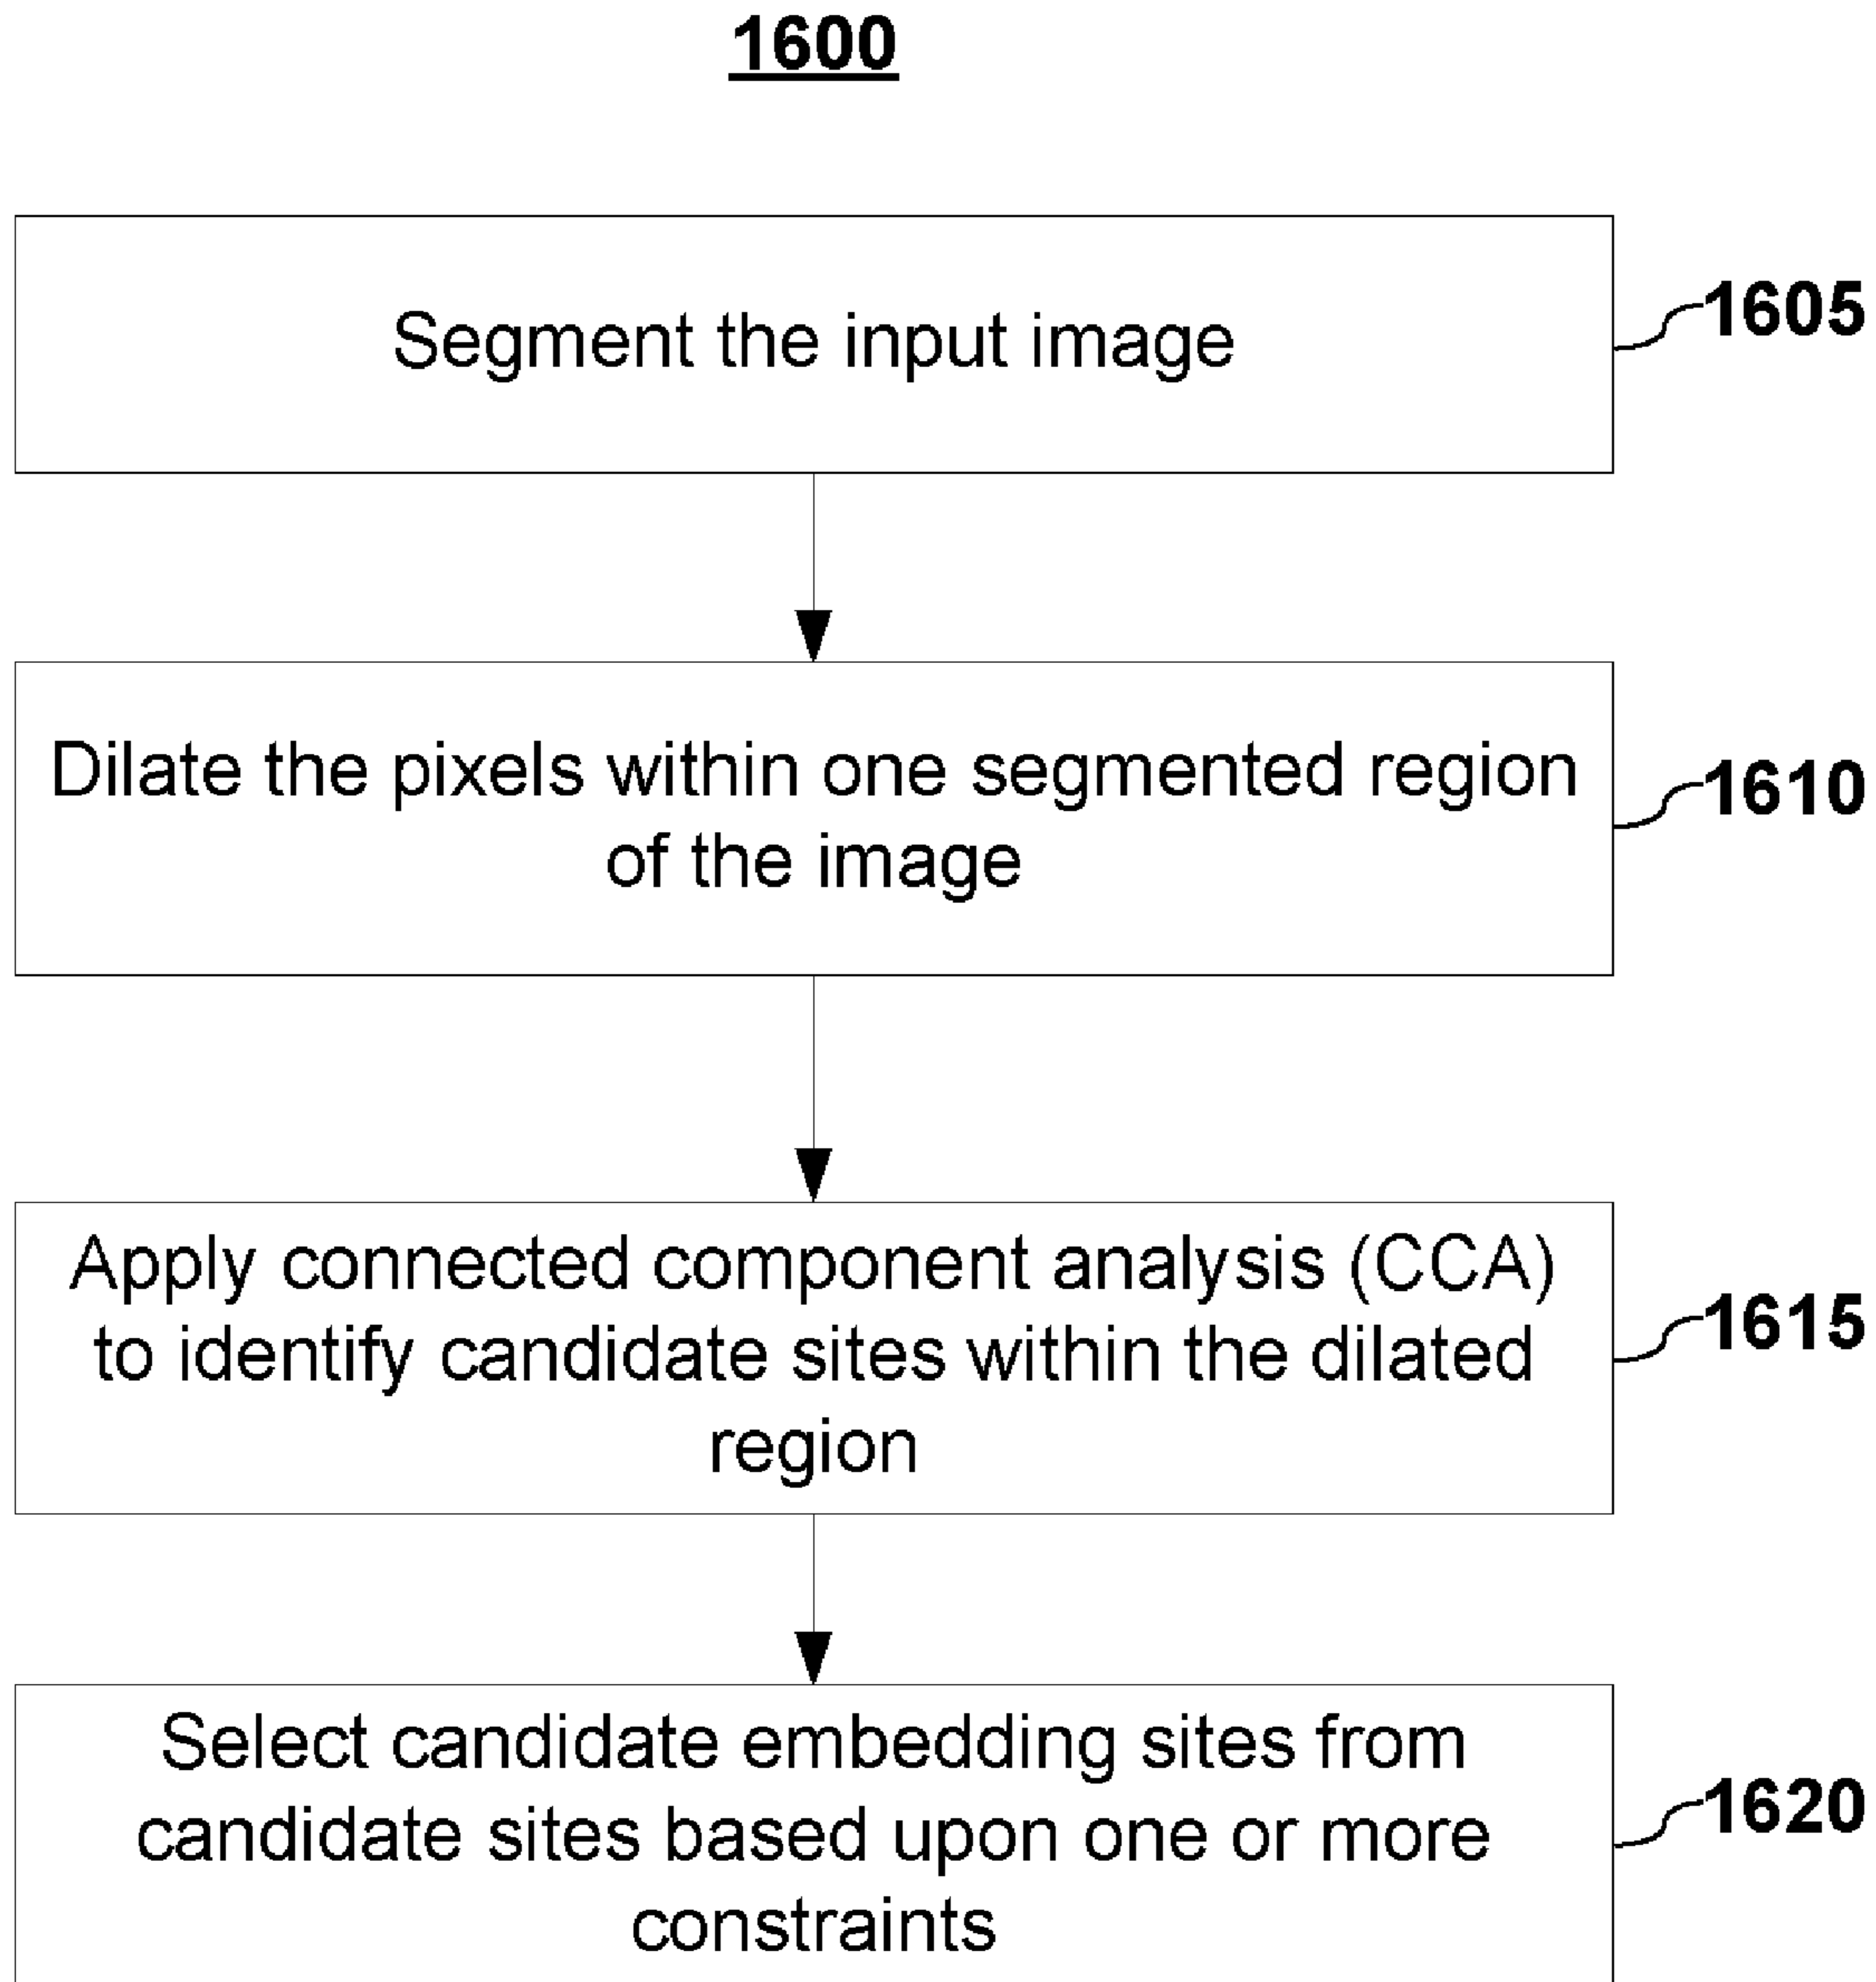 1600
Segment the input image
1605
Dilate the pixels within one segmented region
of the image
1610
Apply connected component analysis (CCA)
to identify candidate sites within the dilated
region
1615
Select candidate embedding sites from
candidate sites based upon one or more
constraints
1620